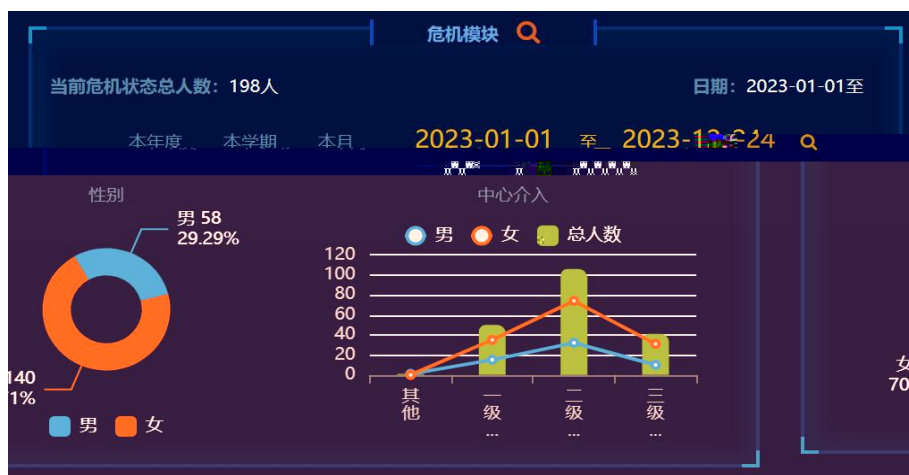 危机模块
当前危机状态总人数：198人
日期：2023-01-01至
本年度 本学期 本月 2023-01-01 至
性别
中心介入
男 58
29.29%
男 女 总人数
120
100
80
60
40
20
0
其他 一级... 二级... 三级...
140
1%
男 女
女
70